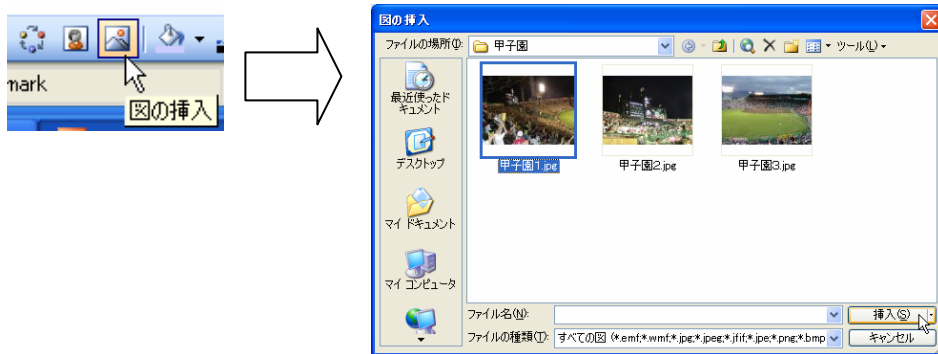 mark
図の挿入
図の挿入
ファイルの場所(I):
甲子園
ツール(L)
最近使ったド
キュメント
デスクトップ
マイ ドキュメント
マイ コンピュータ
甲子園1.jpg
甲子園2.jpg
甲子園3.jpg
ファイル名(N):
挿入(S)
ファイルの種類(T):
すべての図 (*.emf;*.wmf;*.jpg;*.jpeg;*.jfif;*.jpe;*.png;*.bmp
キャンセル